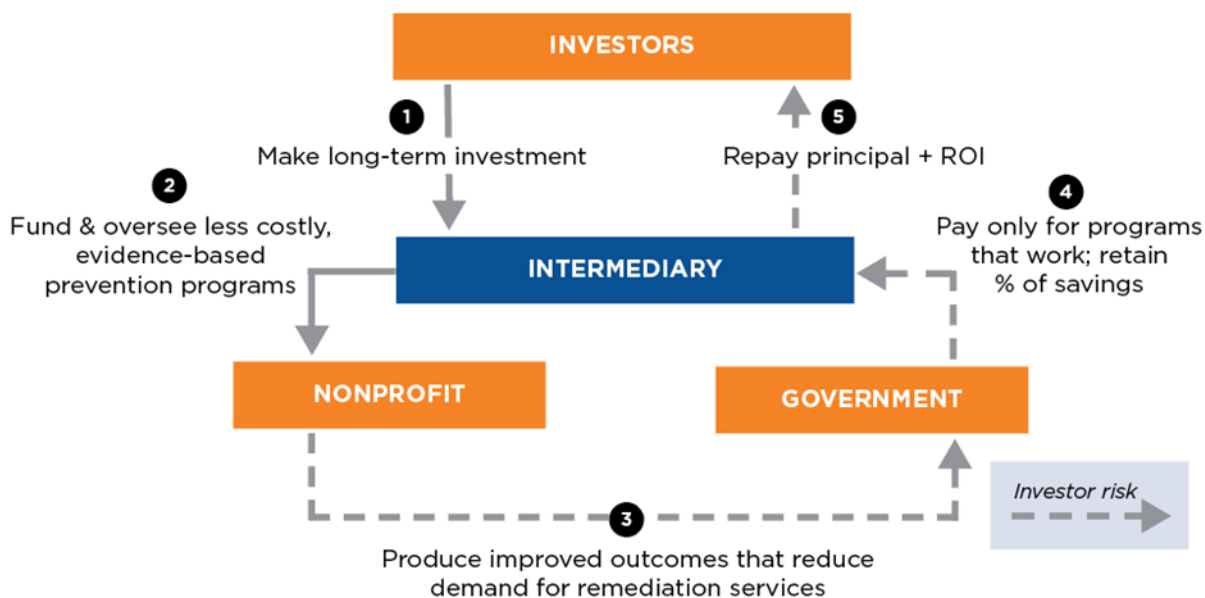 INVESTORS
1
Make long-term investment
5
Repay principal + ROI
2
Fund & oversee less costly,
evidence-based
prevention programs
4
Pay only for programs
that work; retain
% of savings
INTERMEDIARY
NONPROFIT
GOVERNMENT
Investor risk
3
Produce improved outcomes that reduce
demand for remediation services